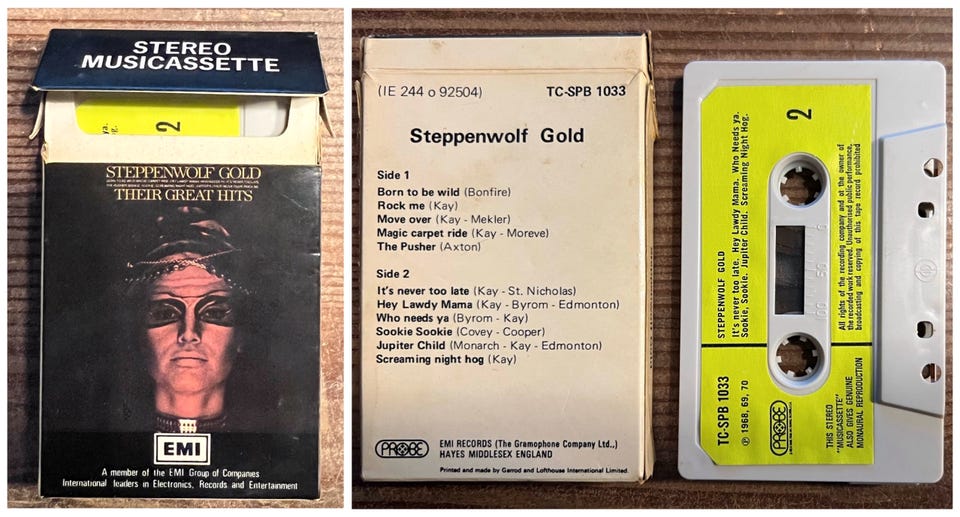 STEREO
MUSICASSETTE
2
STEPPENWOLF GOLD
THEIR GREAT HITS
EMI
A member of the EMI Group of Companies
International leaders in Electronics, Records and Entertainment
(IE 244 o 92504) TC-SPB 1033
Steppenwolf Gold
Side 1
Born to be wild (Bonfire)
Rock me (Kay)
Move over (Kay - Mekler)
Magic carpet ride (Kay - Moreve)
The Pusher (Axton)
Side 2
It's never too late (Kay - St. Nicholas)
Hey Lawdy Mama (Kay - Byrom - Edmonton)
Who needs ya (Byrom - Kay)
Sookie Sookie (Covey - Cooper)
Jupiter Child (Monarch - Kay - Edmonton)
Screaming night hog (Kay)
PROBE
EMI RECORDS (The Gramophone Company Ltd.,)
HAYES MIDDLESEX ENGLAND
Printed and made by Garrod and Lofthouse International Limited.
2
STEPPENWOLF GOLD
It's never too late. Hey Lawdy Mama. Who Needs ya.
Sookie, Sookie. Jupiter Child. Screaming Night Hog.
100 50 0
All rights of the recording company and of the owner of
the recorded work reserved. Unauthorised public performance,
broadcasting and copying of this tape record prohibited
TC-SPB 1033
℗ 1968, 69, 70
PROBE
THIS STEREO
"MUSICASSETTE"
ALSO GIVES GENUINE
MONAURAL REPRODUCTION